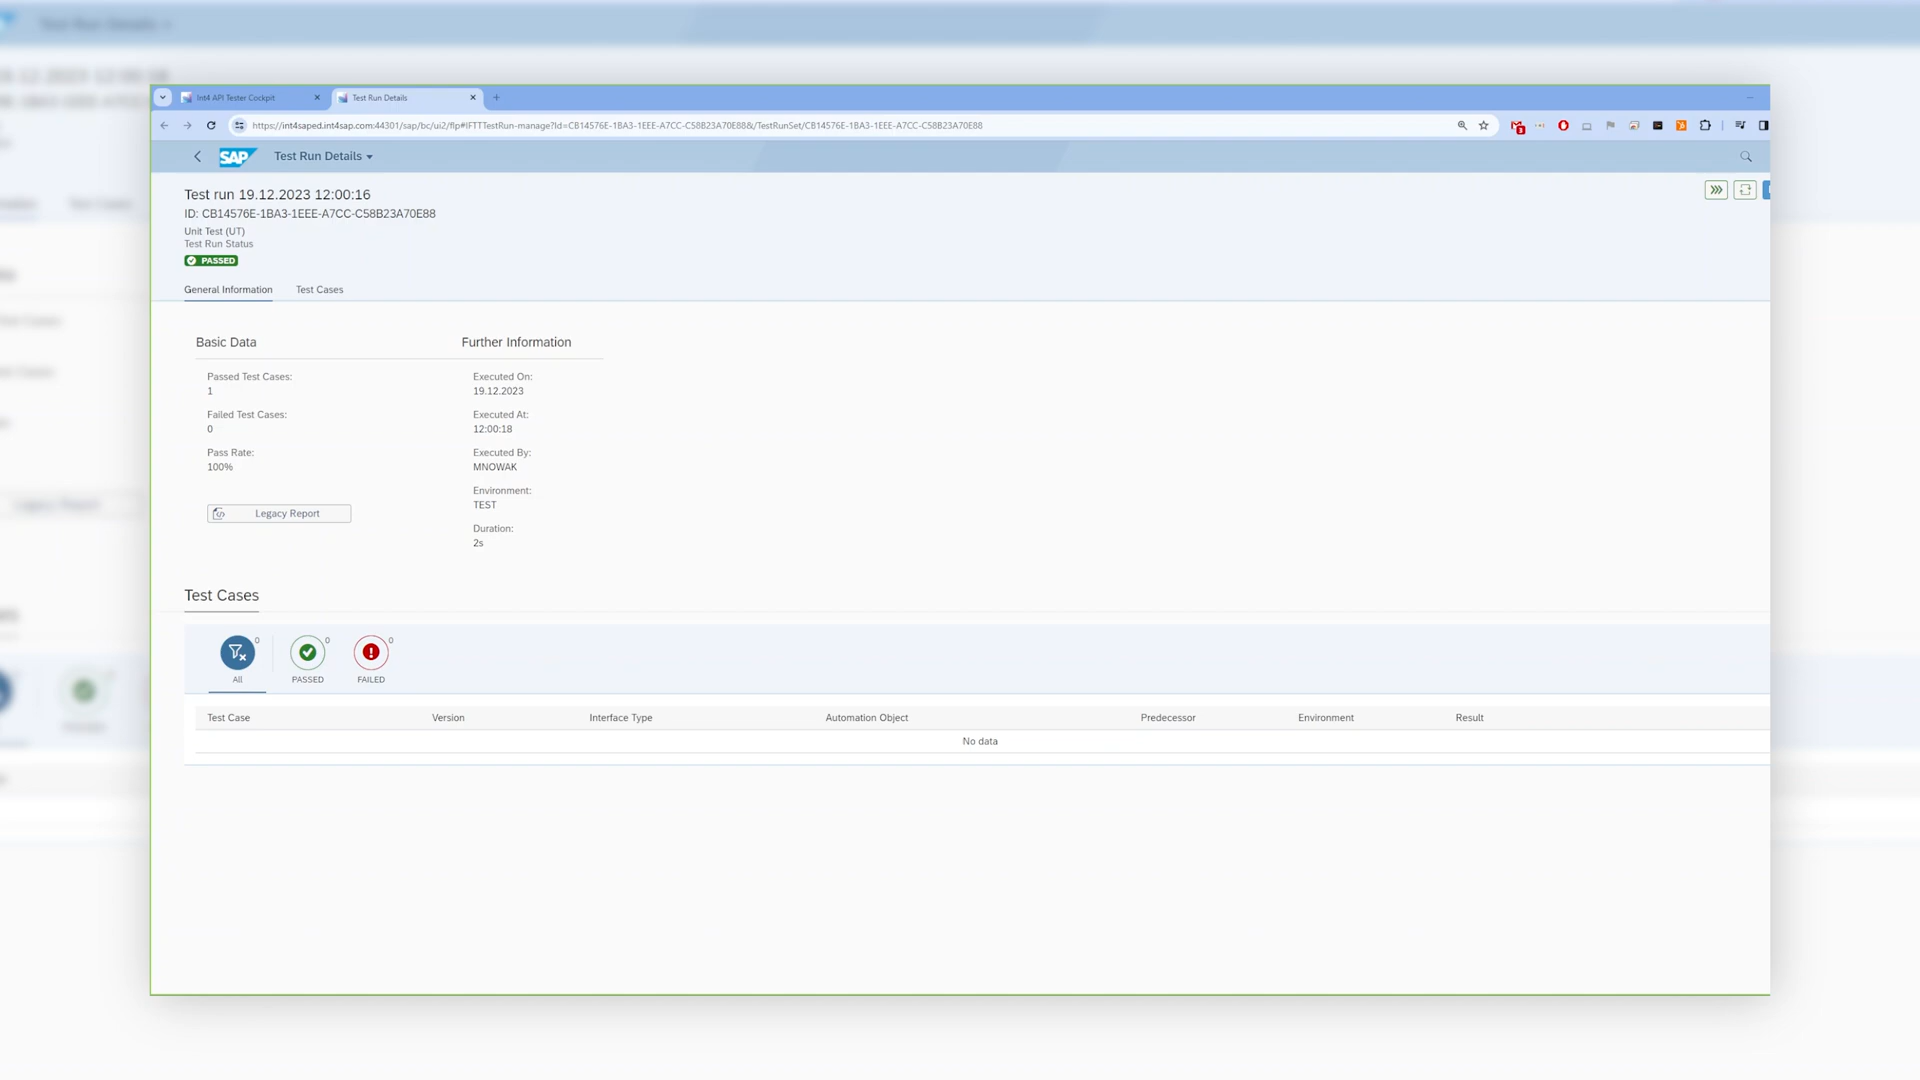 Int4 API Tester Cockpit
Test Run Details
https://int4saped.int4sap.com:44301/sap/bc/ui2/flp#IFTTTestRun-manage?Id=CB14576E-1BA3-1EEE-A7CC-C58B23A70E88&/TestRunSet/CB14576E-1BA3-1EEE-A7CC-C58B23A70E88
SAP
Test Run Details
Test run 19.12.2023 12:00:16
ID: CB14576E-1BA3-1EEE-A7CC-C58B23A70E88
Unit Test (UT)
Test Run Status
PASSED
General Information
Test Cases
Basic Data
Passed Test Cases:
1
Failed Test Cases:
0
Pass Rate:
100%
Legacy Report
Further Information
Executed On:
19.12.2023
Executed At:
12:00:18
Executed By:
MNOWAK
Environment:
TEST
Duration:
2s
Test Cases
0
All
0
PASSED
0
FAILED
Test Case Version Interface Type Automation Object Predecessor Environment Result
No data